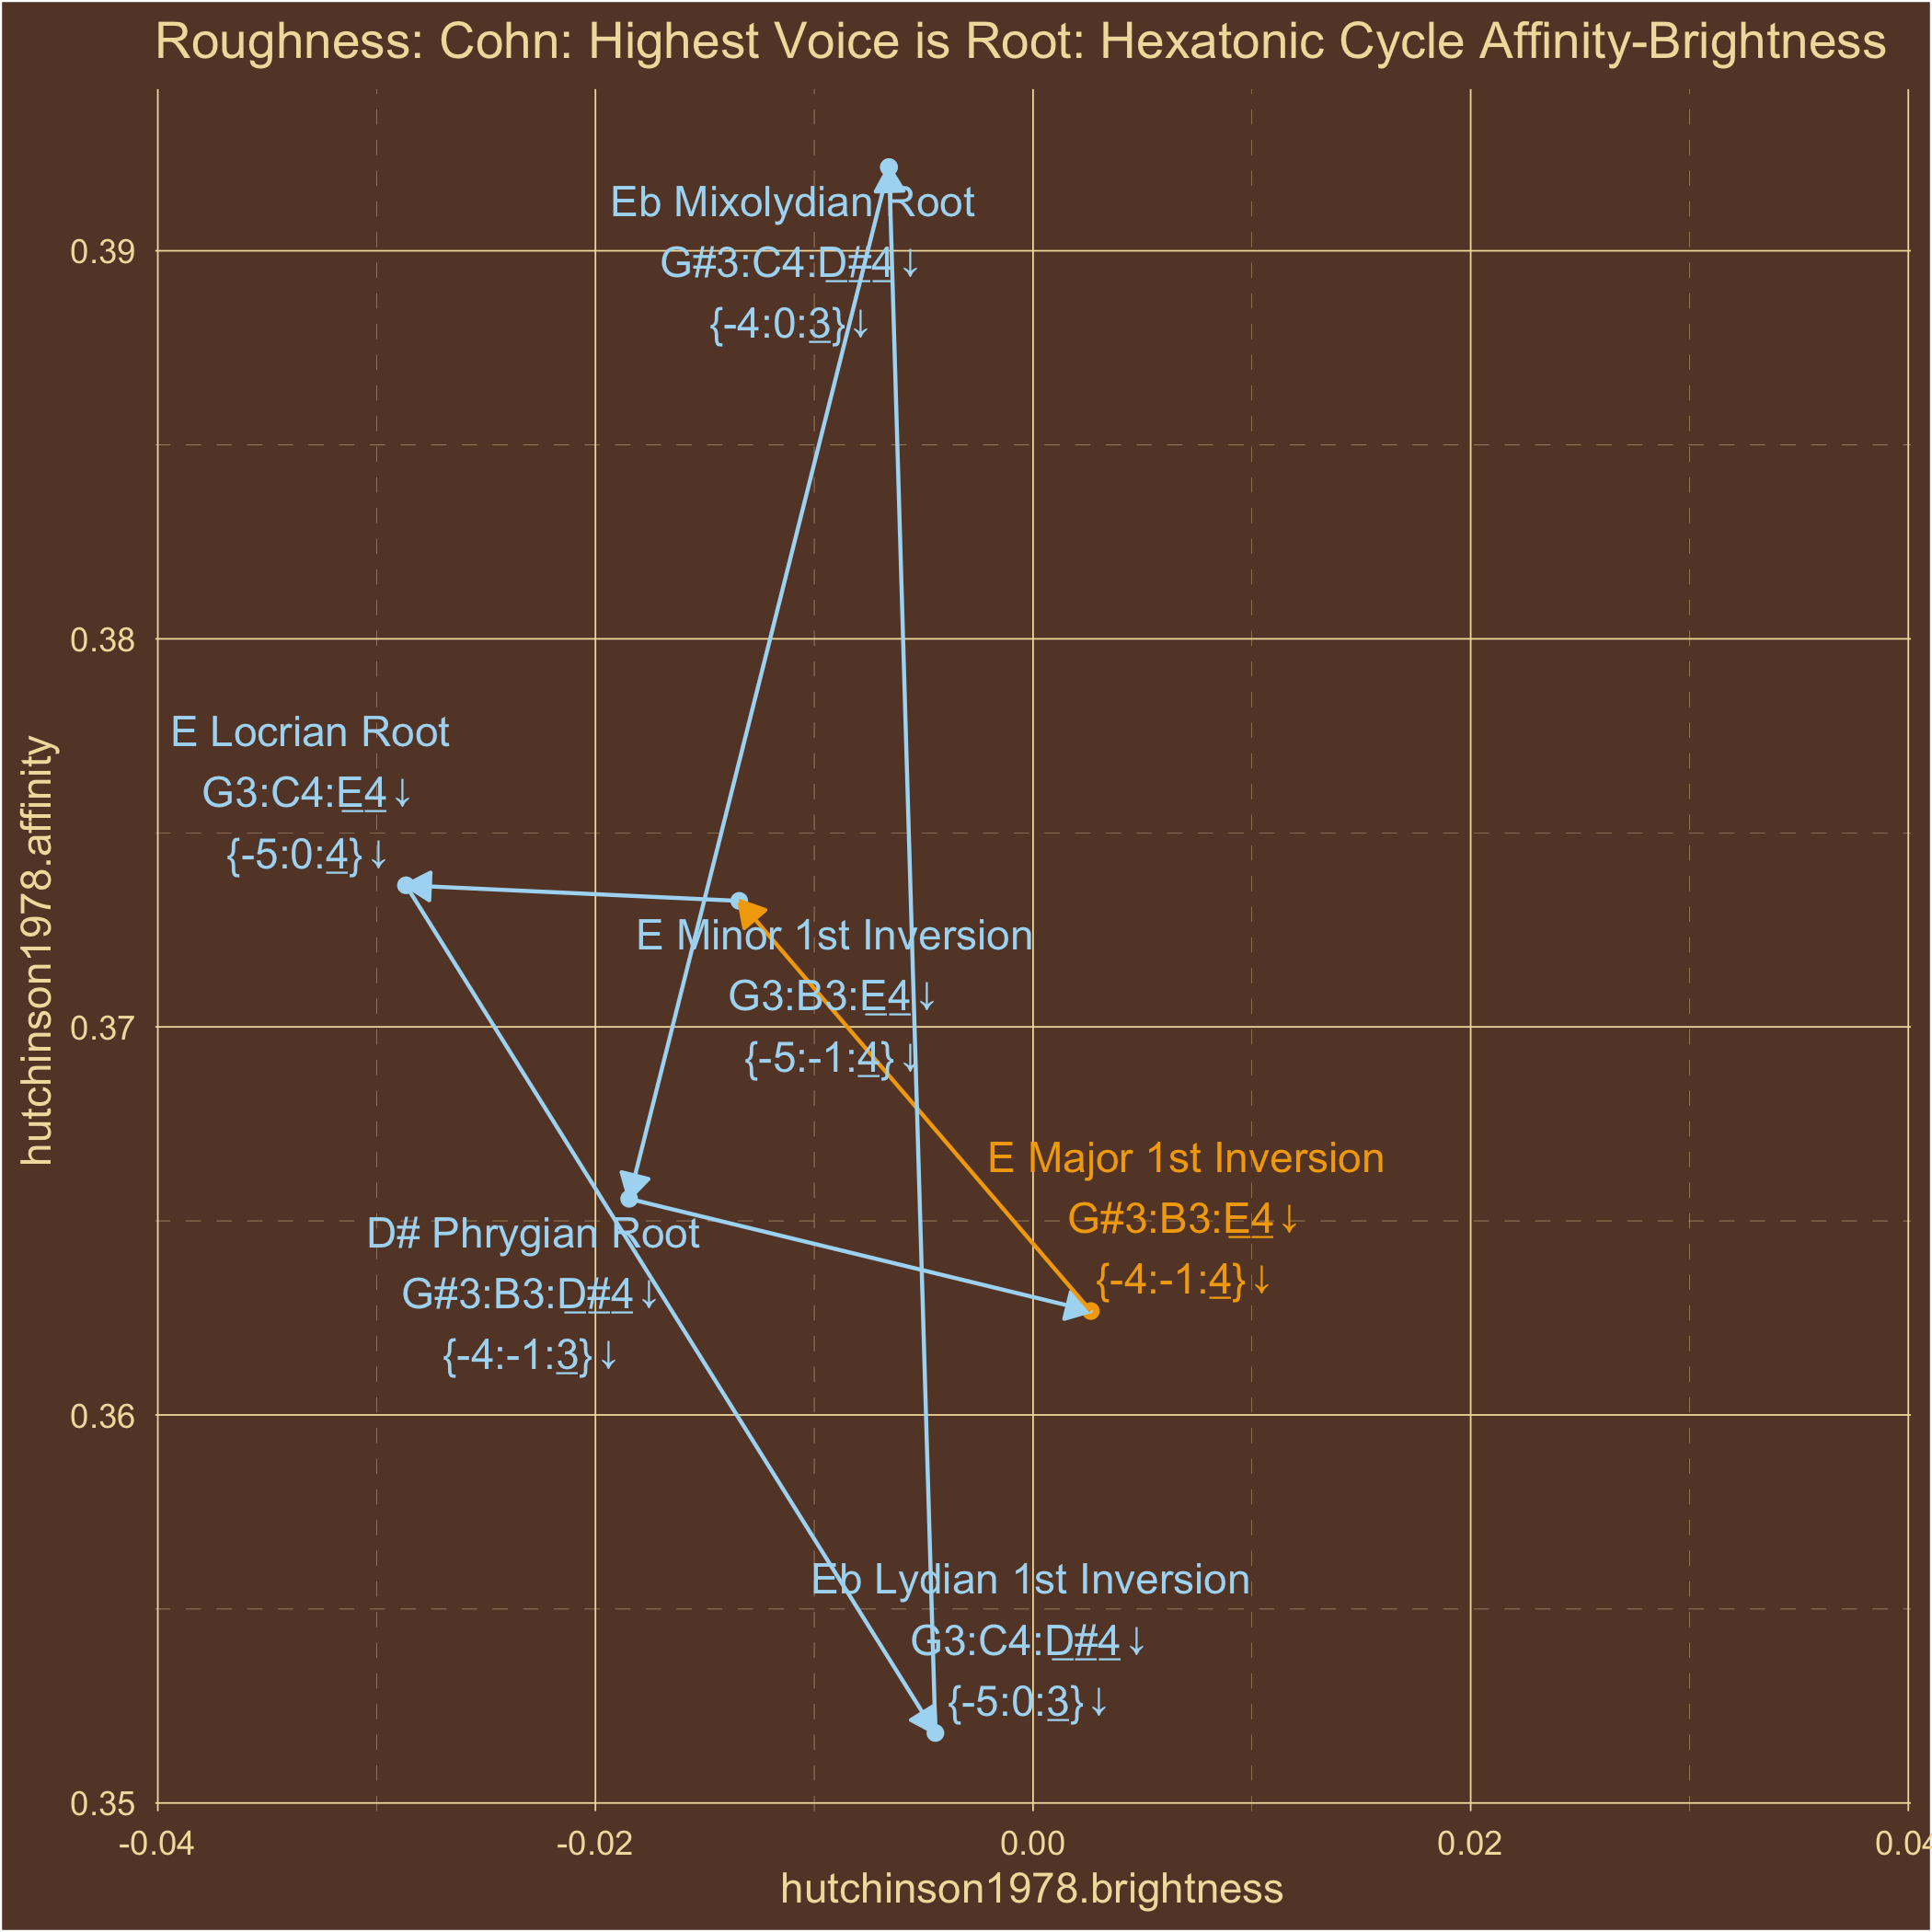 Roughness: Cohn: Highest Voice is Root: Hexatonic Cycle Affinity-Brightness
hutchinson1978.affinity
0.39
0.38
0.37
0.36
0.35
Eb Mixolydian Root
G#3:C4:D#4↓
{-4:0:3}↓
E Locrian Root
G3:C4:E4↓
{-5:0:4}↓
E Minor 1st Inversion
G3:B3:E4↓
{-5:-1:4}↓
E Major 1st Inversion
G#3:B3:E4↓
{-4:-1:4}↓
D# Phrygian Root
G#3:B3:D#4↓
{-4:-1:3}↓
Eb Lydian 1st Inversion
G3:C4:D#4↓
{-5:0:3}↓
-0.04
-0.02
0.00
0.02
0.04
hutchinson1978.brightness